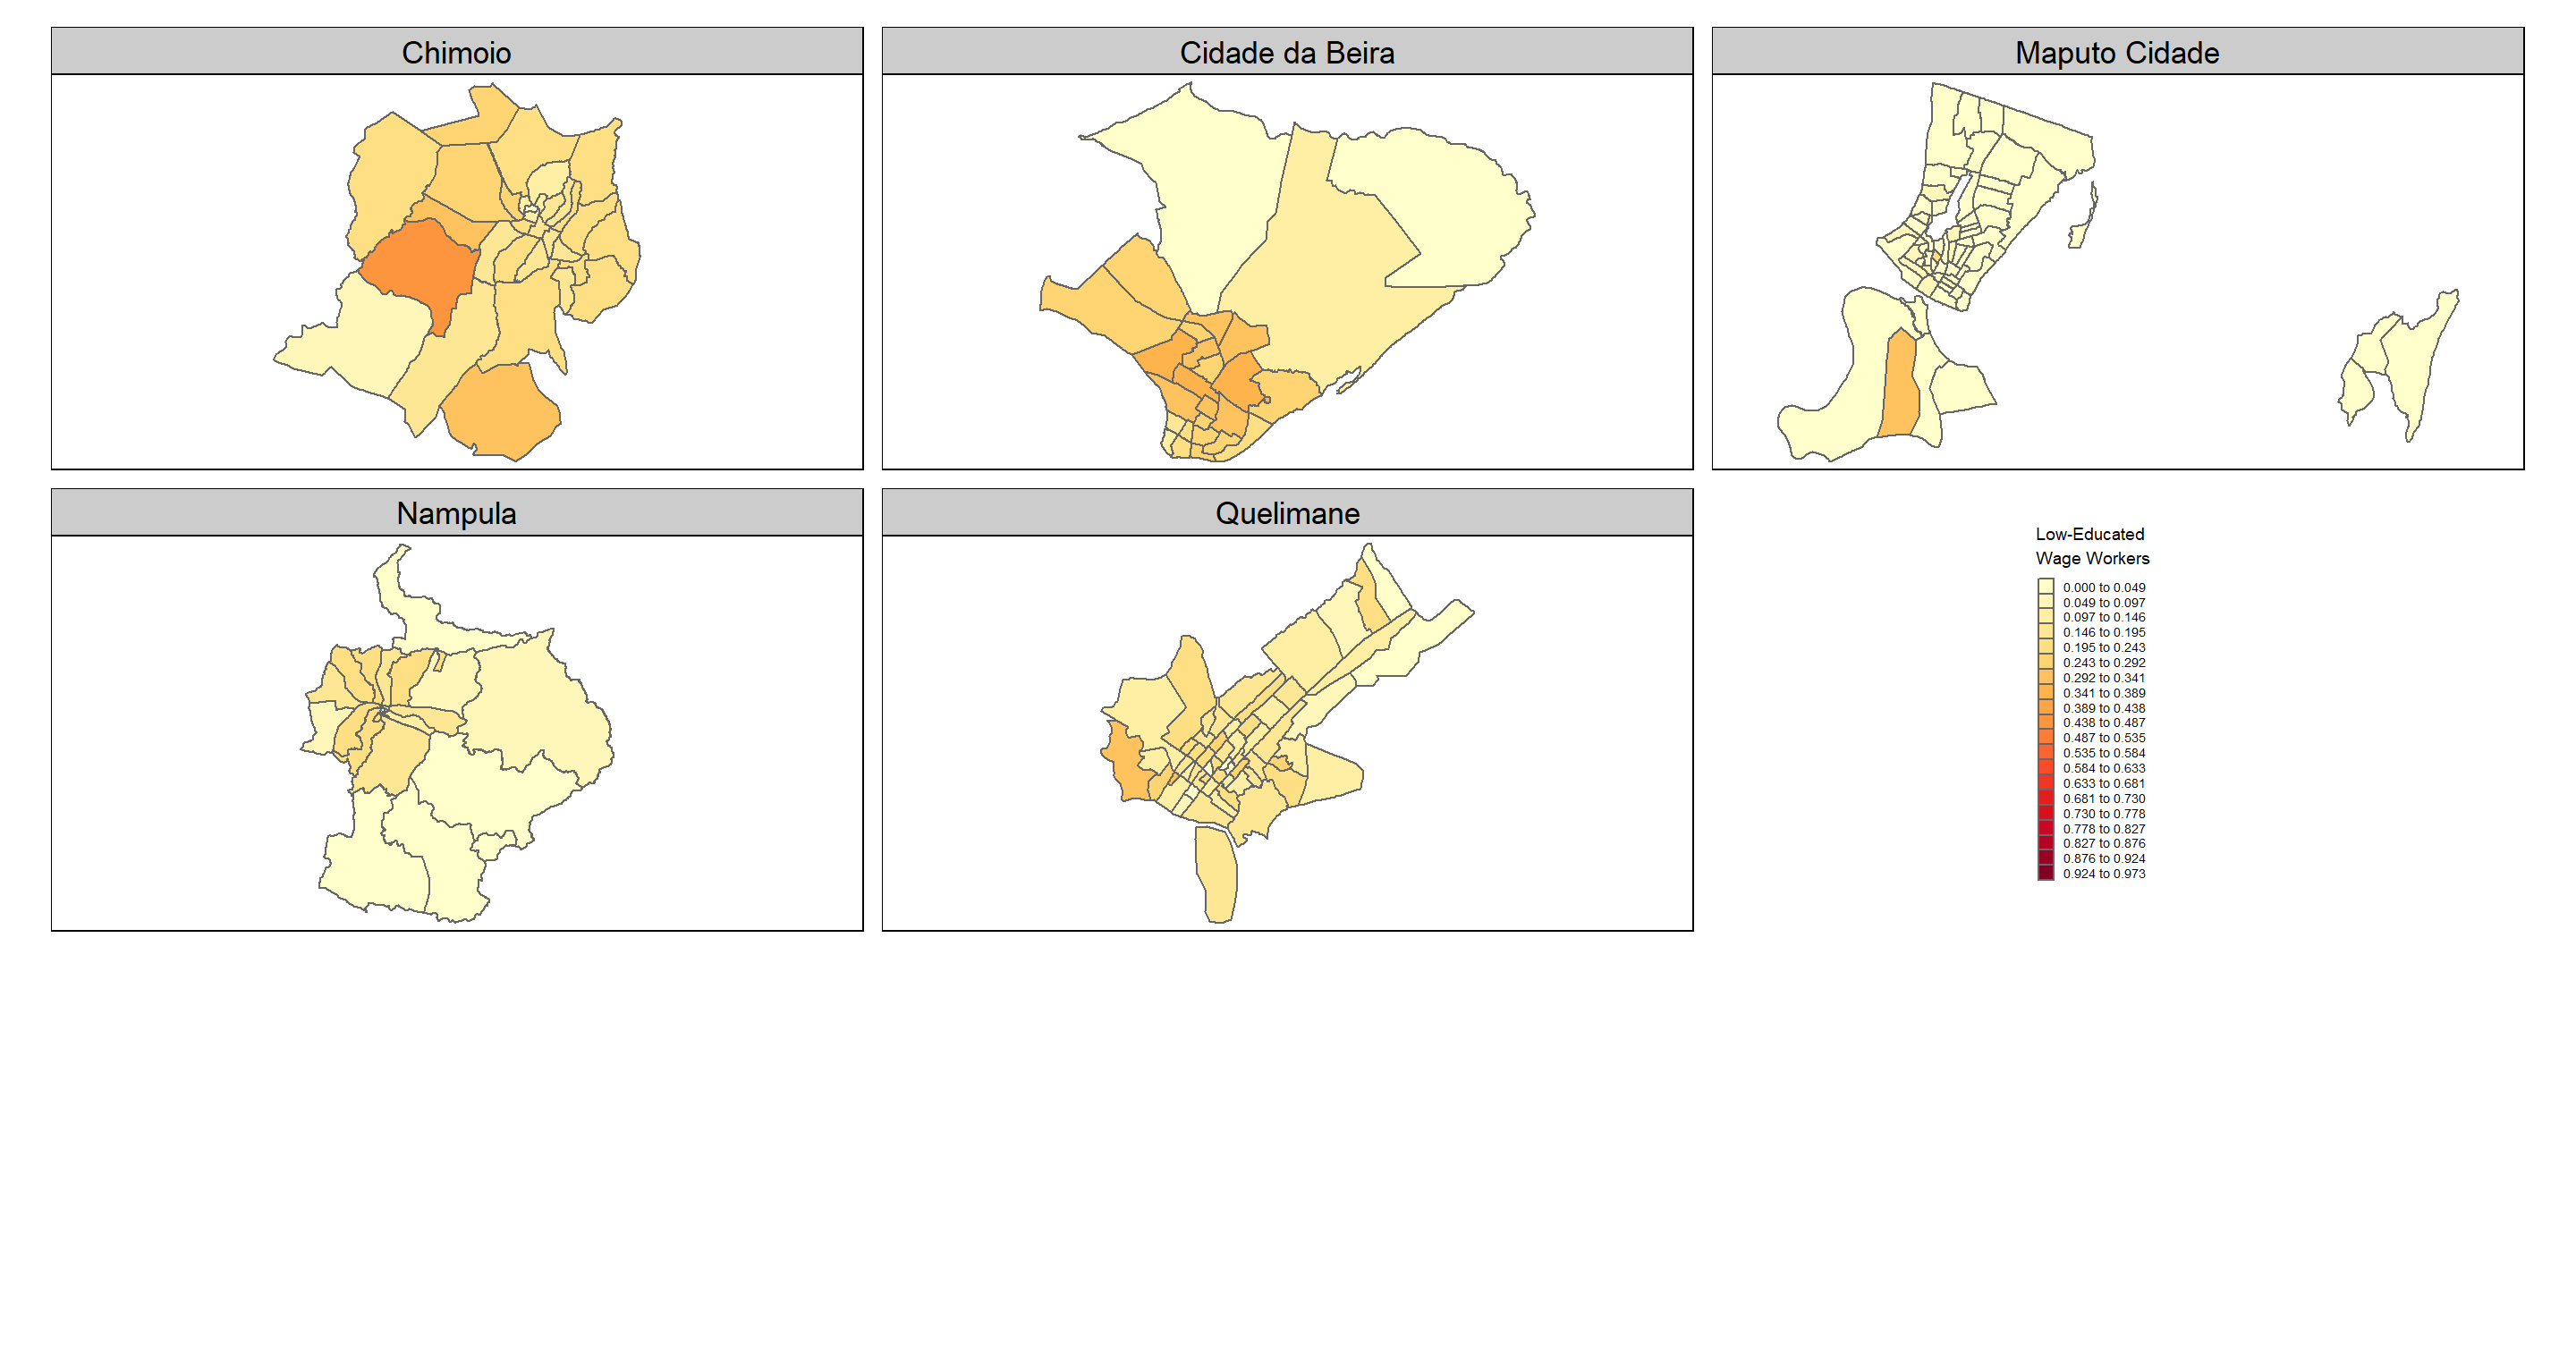 Chimoio
Cidade da Beira
Maputo Cidade
Nampula
Quelimane
Low-Educated
Wage Workers
0.000 to 0.049
0.049 to 0.097
0.097 to 0.146
0.146 to 0.195
0.195 to 0.243
0.243 to 0.292
0.292 to 0.341
0.341 to 0.389
0.389 to 0.438
0.438 to 0.487
0.487 to 0.535
0.535 to 0.584
0.584 to 0.633
0.633 to 0.681
0.681 to 0.730
0.730 to 0.778
0.778 to 0.827
0.827 to 0.876
0.876 to 0.924
0.924 to 0.973